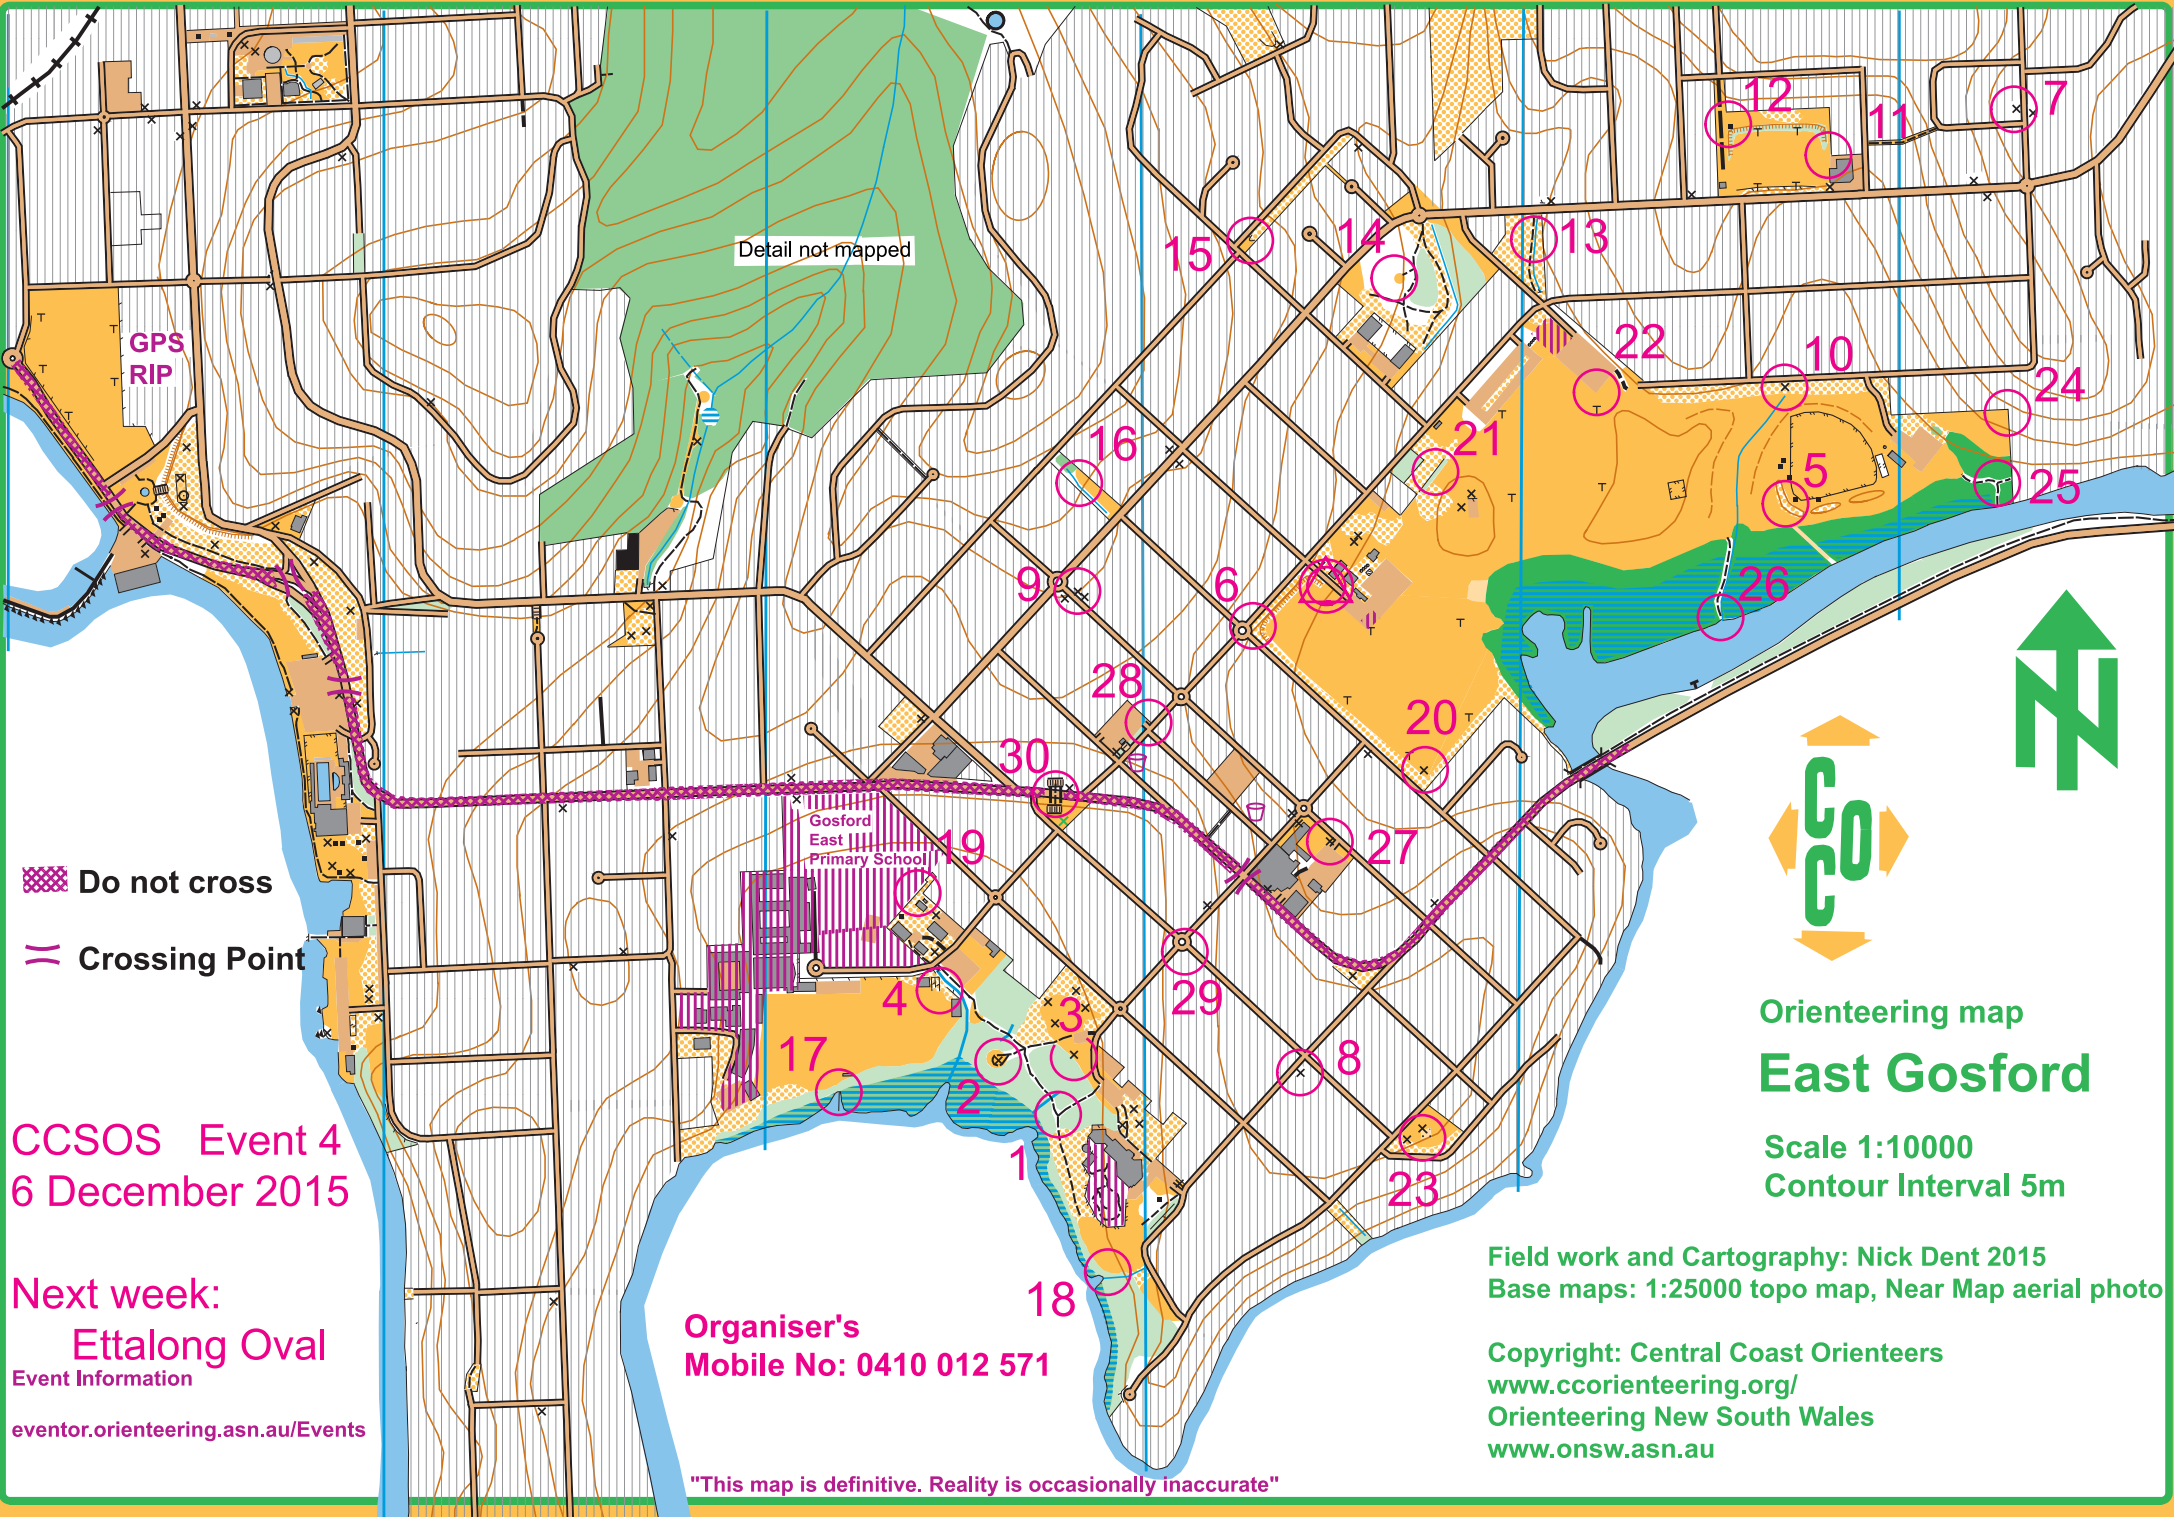 12
11
7
Detail not mapped
15
14
13
GPS
RIP
22
10
24
16
21
5
25
9
6
26
28
20
30
Gosford
East
Primary School
19
27
Do not cross
Crossing Point
4
29
3
17
2
8
1
23
18
N
COC
Orienteering map
East Gosford
Scale 1:10000
Contour Interval 5m
CCSOS Event 4
6 December 2015
Next week:
Ettalong Oval
Event Information
eventor.orienteering.asn.au/Events
Organiser's
Mobile No: 0410 012 571
Field work and Cartography: Nick Dent 2015
Base maps: 1:25000 topo map, Near Map aerial photo
Copyright: Central Coast Orienteers
www.ccorienteering.org/
Orienteering New South Wales
www.onsw.asn.au
"This map is definitive. Reality is occasionally inaccurate"